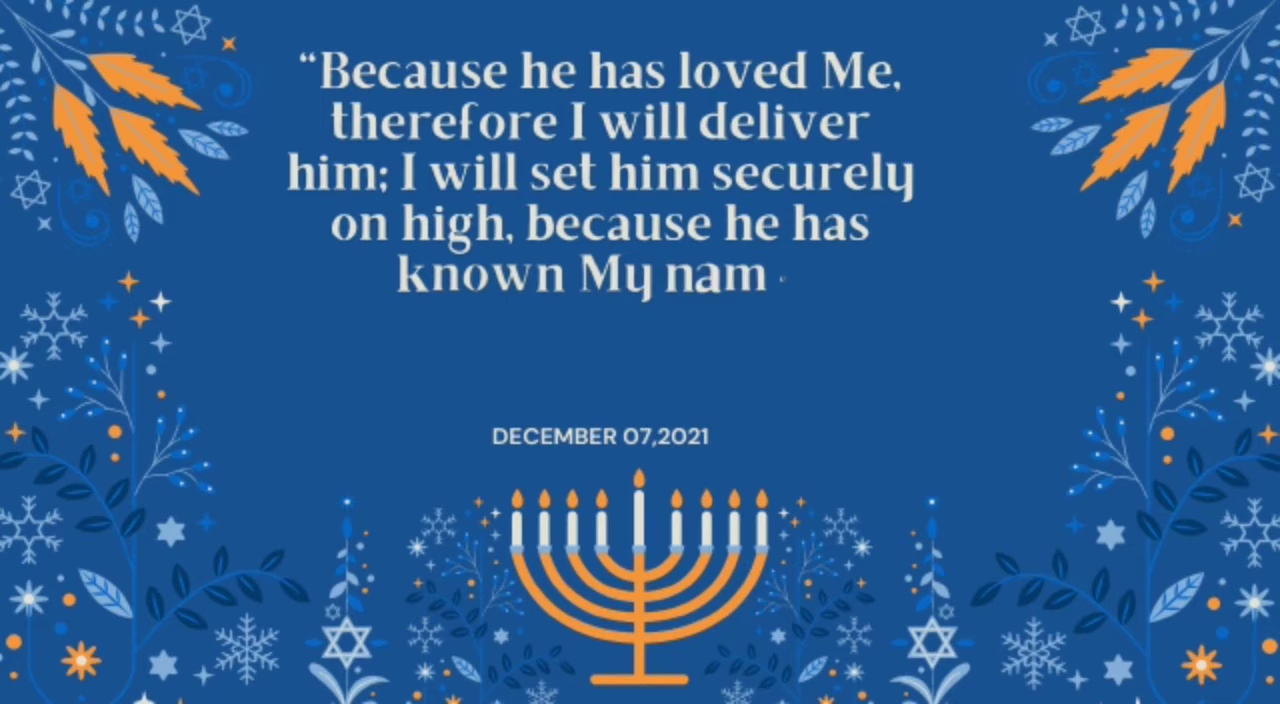 “Because he has loved Me,
therefore I will deliver
him; I will set him securely
on high, because he has
known My nam
DECEMBER 07,2021